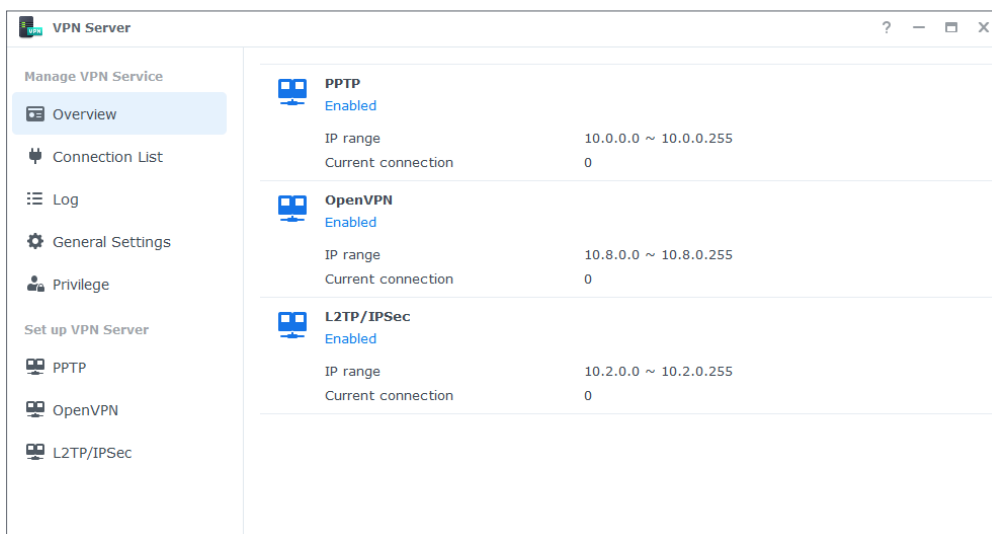 VPN Server
Manage VPN Service
Overview
Connection List
Log
General Settings
Privilege
Set up VPN Server
PPTP
OpenVPN
L2TP/IPSec
PPTP
Enabled
IP range 10.0.0.0 ~ 10.0.0.255
Current connection 0
OpenVPN
Enabled
IP range 10.8.0.0 ~ 10.8.0.255
Current connection 0
L2TP/IPSec
Enabled
IP range 10.2.0.0 ~ 10.2.0.255
Current connection 0